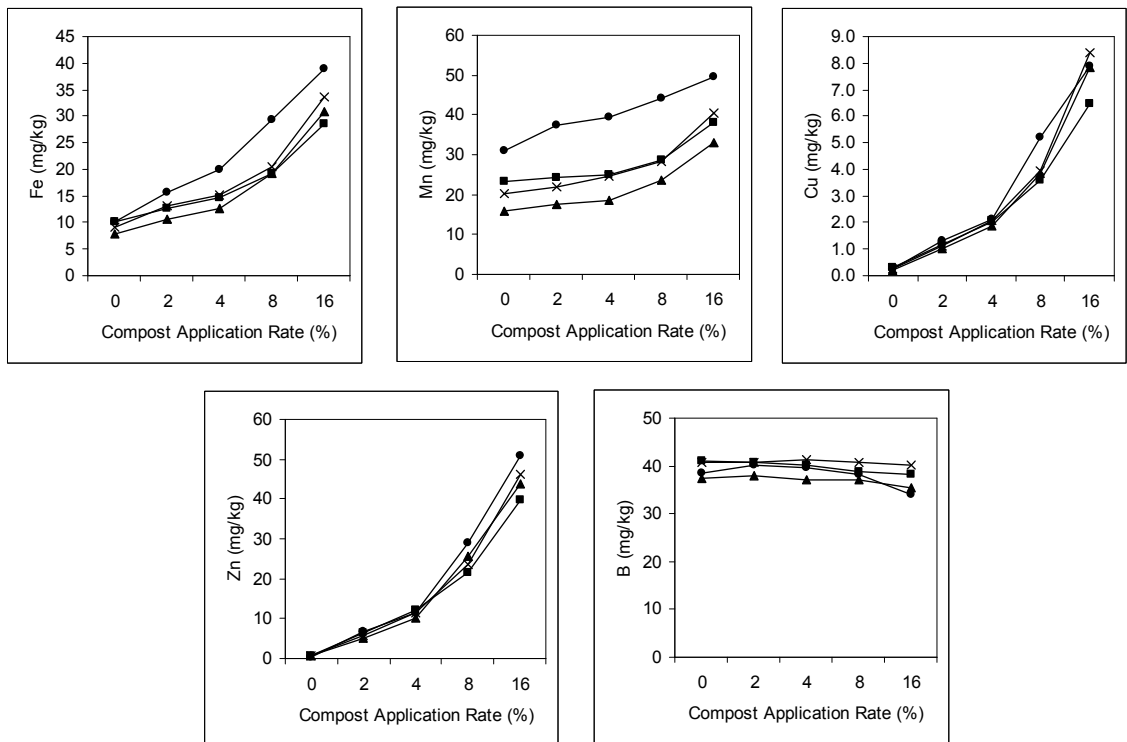 45
40
35
30
25
20
15
10
5
0
Fe (mg/kg)
0 2 4 8 16
Compost Application Rate (%)
60
50
40
30
20
10
0
Mn (mg/kg)
0 2 4 8 16
Compost Application Rate (%)
9.0
8.0
7.0
6.0
5.0
4.0
3.0
2.0
1.0
0.0
Cu (mg/kg)
0 2 4 8 16
Compost Application Rate (%)
60
50
40
30
20
10
0
Zn (mg/kg)
0 2 4 8 16
Compost Application Rate (%)
50
40
30
20
10
0
B (mg/kg)
0 2 4 8 16
Compost Application Rate (%)